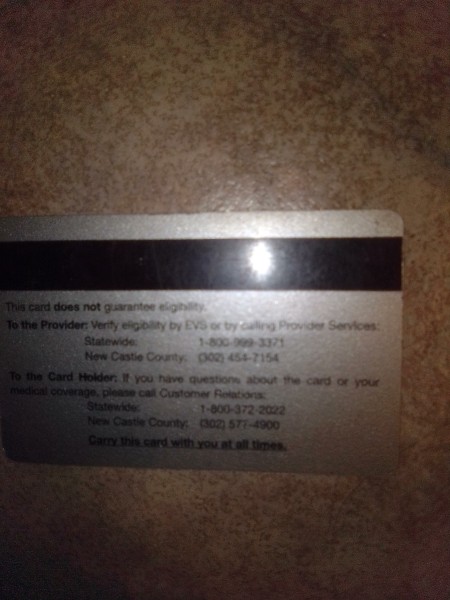 This card does not guarantee eligibility.
To the Provider: Verify eligibility by EVS or by calling Provider Services:
Statewide: 1-800-999-3371
New Castle County: (302) 454-7154
To the Card Holder: If you have questions about the card or your
medical coverage, please call Customer Relations:
Statewide: 1-800-372-2022
New Castle County: (302) 577-4900
Carry this card with you at all times.